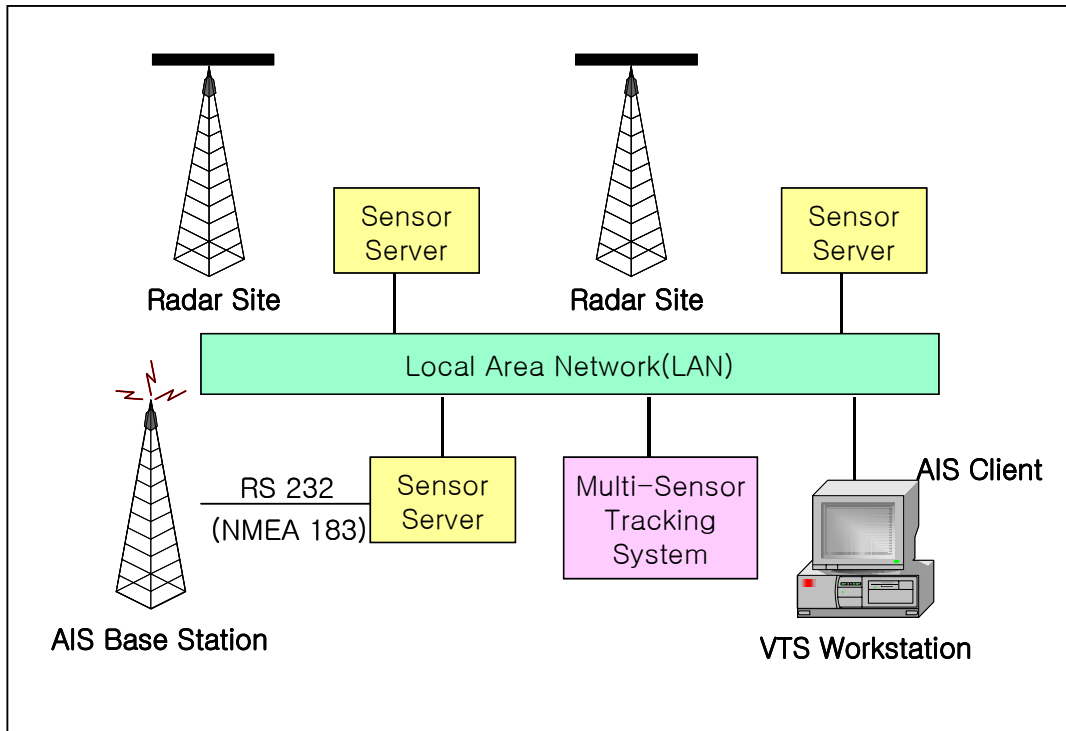 Sensor
Server
Sensor
Server
Radar Site
Radar Site
Local Area Network(LAN)
RS 232
(NMEA 183)
Sensor
Server
Multi-Sensor
Tracking
System
AIS Client
AIS Base Station
VTS Workstation